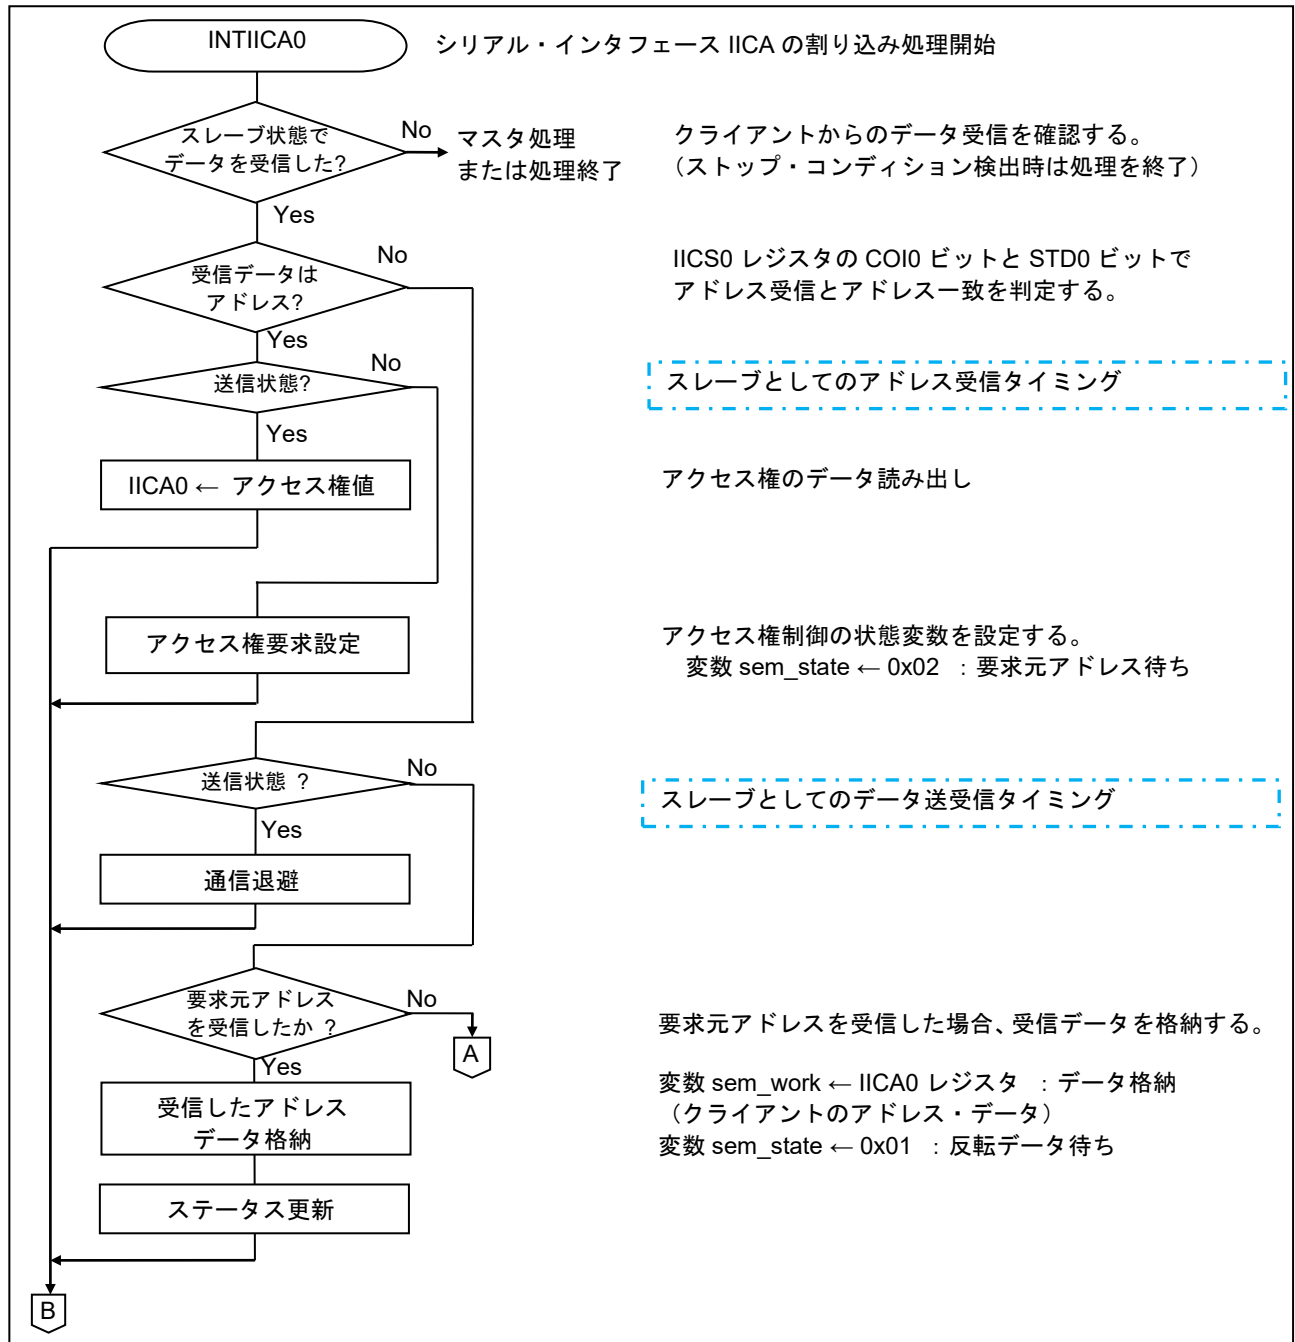 INTIICA0
シリアル・インタフェース IICA の割り込み処理開始
スレーブ状態で
データを受信した?
No
マスタ処理
または処理終了
クライアントからのデータ受信を確認する。
（ストップ・コンディション検出時は処理を終了）
Yes
受信データは
アドレス?
No
IICS0 レジスタの COI0 ビットと STD0 ビットで
アドレス受信とアドレス一致を判定する。
Yes
送信状態?
No
スレーブとしてのアドレス受信タイミング
Yes
IICA0 ← アクセス権値
アクセス権のデータ読み出し
アクセス権要求設定
アクセス権制御の状態変数を設定する。
変数 sem_state ← 0x02 ：要求元アドレス待ち
送信状態 ?
No
スレーブとしてのデータ送受信タイミング
Yes
通信退避
要求元アドレス
を受信したか ?
No
A
要求元アドレスを受信した場合、受信データを格納する。
Yes
受信したアドレス
データ格納
変数 sem_work ← IICA0 レジスタ ：データ格納
（クライアントのアドレス・データ）
変数 sem_state ← 0x01 ：反転データ待ち
ステータス更新
B